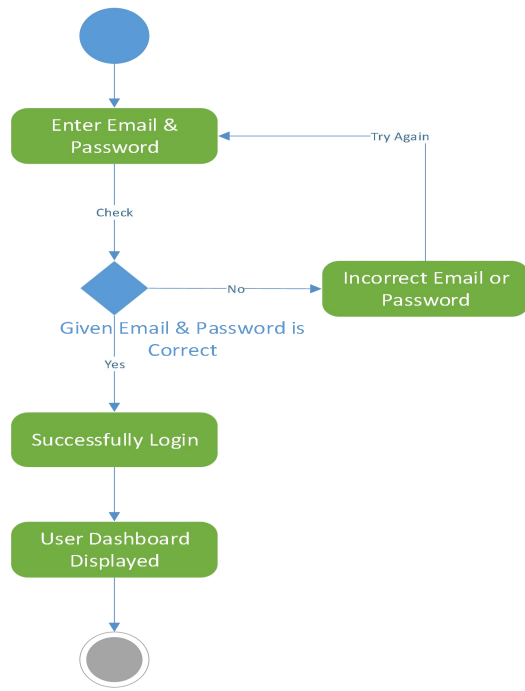 Enter Email &
Password
Try Again
Check
No
Incorrect Email or
Password
Given Email & Password is
Correct
Yes
Successfully Login
User Dashboard
Displayed